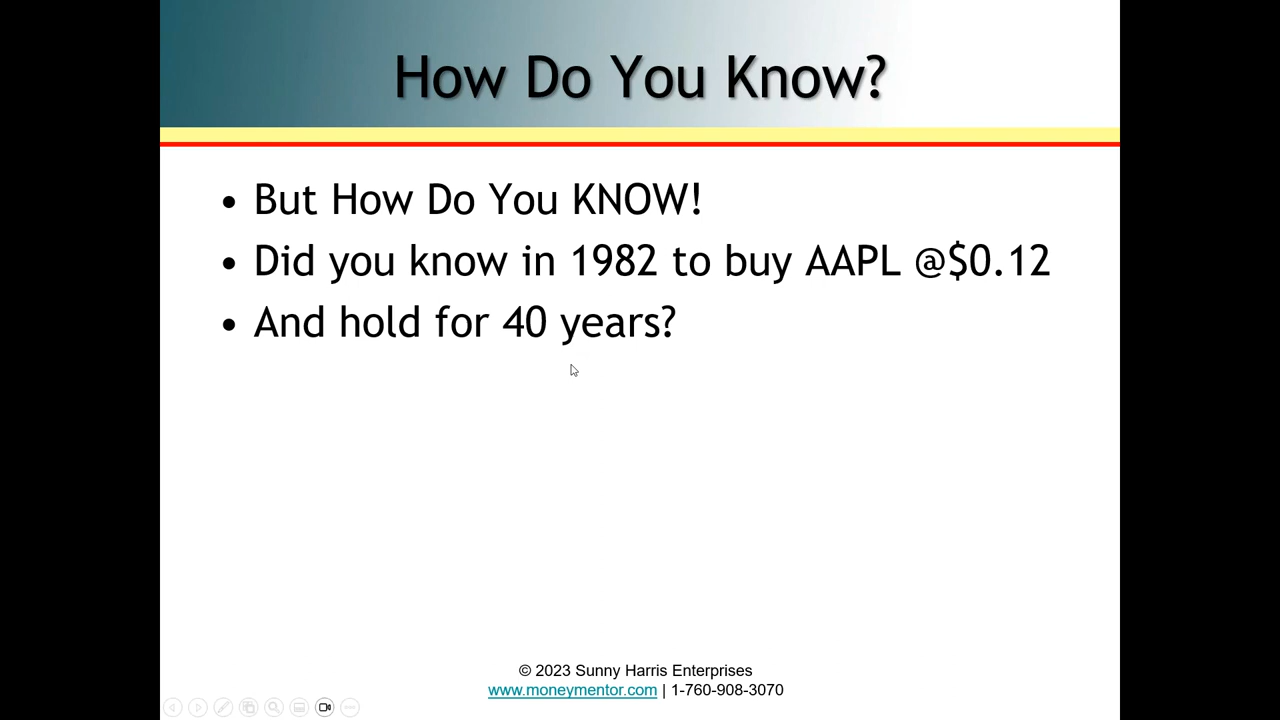 How Do You Know?
• But How Do You KNOW!
• Did you know in 1982 to buy AAPL @$0.12
• And hold for 40 years?
© 2023 Sunny Harris Enterprises
www.moneymentor.com | 1-760-908-3070